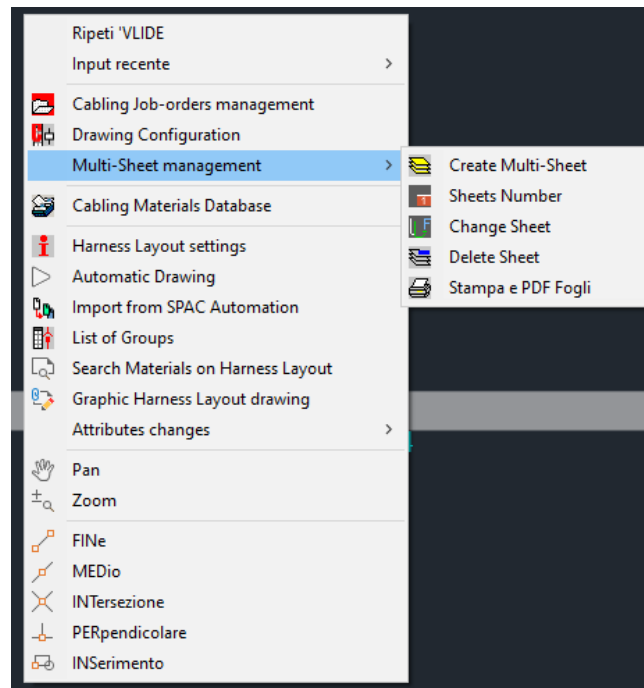 Ripeti 'VLIDE
Input recente
Cabling Job-orders management
Drawing Configuration
Multi-Sheet management
Cabling Materials Database
Harness Layout settings
Automatic Drawing
Import from SPAC Automation
List of Groups
Search Materials on Harness Layout
Graphic Harness Layout drawing
Attributes changes
Pan
Zoom
FINe
MEDio
INTersezione
PERpendicolare
INSerimento
Create Multi-Sheet
Sheets Number
Change Sheet
Delete Sheet
Stampa e PDF Fogli